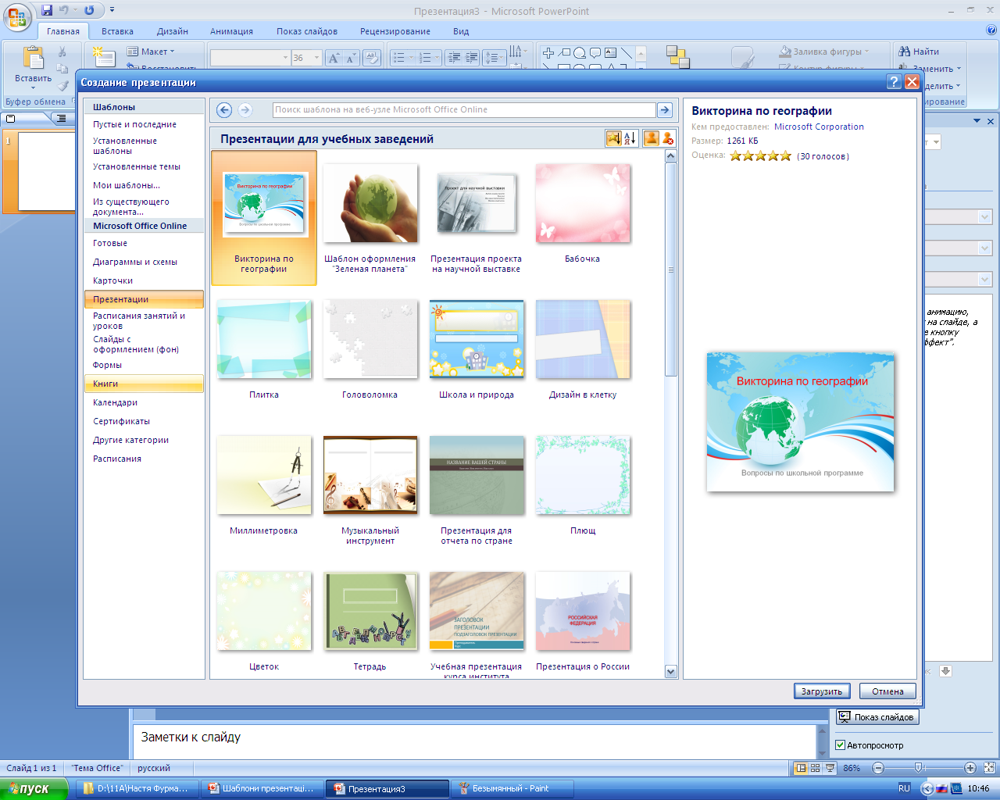 Презентация3 - Microsoft PowerPoint
Главная
Вставка
Дизайн
Анимация
Показ слайдов
Рецензирование
Вид
Вставить
Буфер обмена
Макет
Восстановить
36
Заливка фигуры
Контур фигуры
Найти
Заменить
Создание презентации
Шаблоны
Пустые и последние
Установленные
шаблоны
Установленные темы
Мои шаблоны...
Из существующего
документа...
Microsoft Office Online
Готовые
Диаграммы и схемы
Карточки
Презентации
Расписания занятий и
уроков
Слайды с
оформлением (фон)
Формы
Книги
Календари
Сертификаты
Другие категории
Расписания
Поиск шаблона на веб-узле Microsoft Office Online
Презентации для учебных заведений
Викторина по географии
Вопросы по школьной программе
Викторина по
географии
Шаблон оформления
"Зеленая планета"
Проект для научной выставки
Презентация проекта
на научной выставке
Бабочка
Плитка
Головоломка
Школа и природа
Дизайн в клетку
Миллиметровка
Музыкальный
инструмент
НАЗВАНИЕ ВАШЕЙ СТРАНЫ
Презентация для
отчета по стране
Плющ
Цветок
Тетрадь
ЗАГОЛОВОК
ПРЕЗЕНТАЦИИ
ПОДЗАГОЛОВОК ПРЕЗЕНТАЦИИ
Учебная презентация
курса института
РОССИЙСКАЯ
ФЕДЕРАЦИЯ
Презентация о России
Викторина по географии
Кем предоставлен: Microsoft Corporation
Размер: 1261 КБ
Оценка: (30 голосов)
Викторина по географии
Вопросы по школьной программе
Загрузить
Отмена
1
анимацию,
на слайде, а
е кнопку
ффект".
Показ слайдов
Автопросмотр
Заметки к слайду
Слайд 1 из 1
"Тема Office"
русский
86%
пуск
D:\11А\Настя Фурма...
Шаблони презентаці...
Презентация3
Безымянный - Paint
RU
10:46